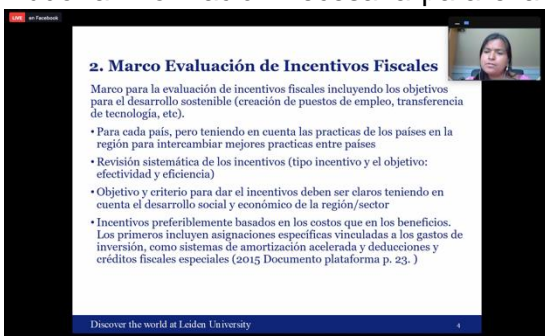 LIVE en Facebook
2. Marco Evaluación de Incentivos Fiscales
Marco para la evaluación de incentivos fiscales incluyendo los objetivos
para el desarrollo sostenible (creación de puestos de empleo, transferencia
de tecnología, etc).
• Para cada país, pero teniendo en cuenta las practicas de los países en la
región para intercambiar mejores practicas entre países
• Revisión sistemática de los incentivos (tipo incentivo y el objetivo:
efectividad y eficiencia)
• Objetivo y criterio para dar el incentivos deben ser claros teniendo en
cuenta el desarrollo social y económico de la región/sector
• Incentivos preferiblemente basados en los costos que en los beneficios.
Los primeros incluyen asignaciones específicas vinculadas a los gastos de
inversión, como sistemas de amortización acelerada y deducciones y
créditos fiscales especiales (2015 Documento plataforma p. 23. )
Discover the world at Leiden University
4